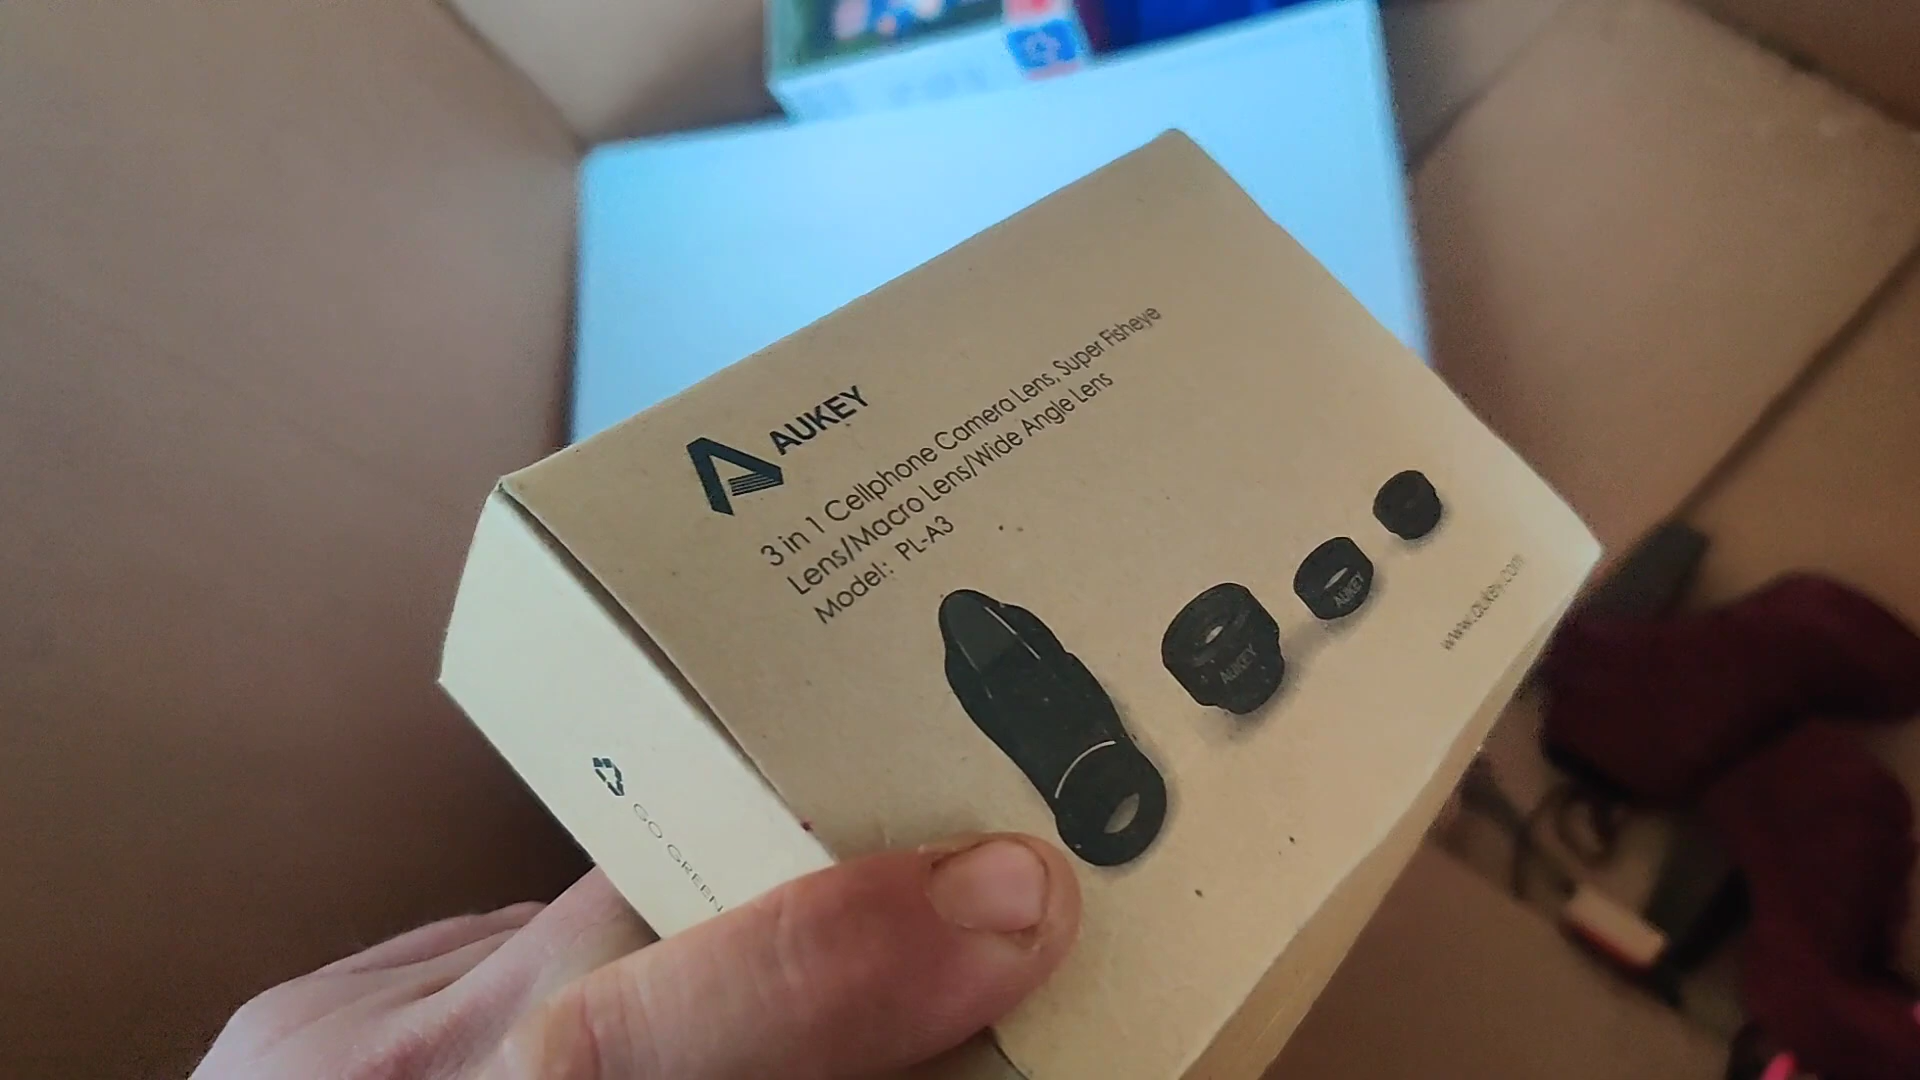 AUKEY
3 in 1 Cellphone Camera Lens, Super Fisheye
Lens/Macro Lens/Wide Angle Lens
Model: PL-A3
AUKEY
AUKEY
www.aukey.com
GO GREEN